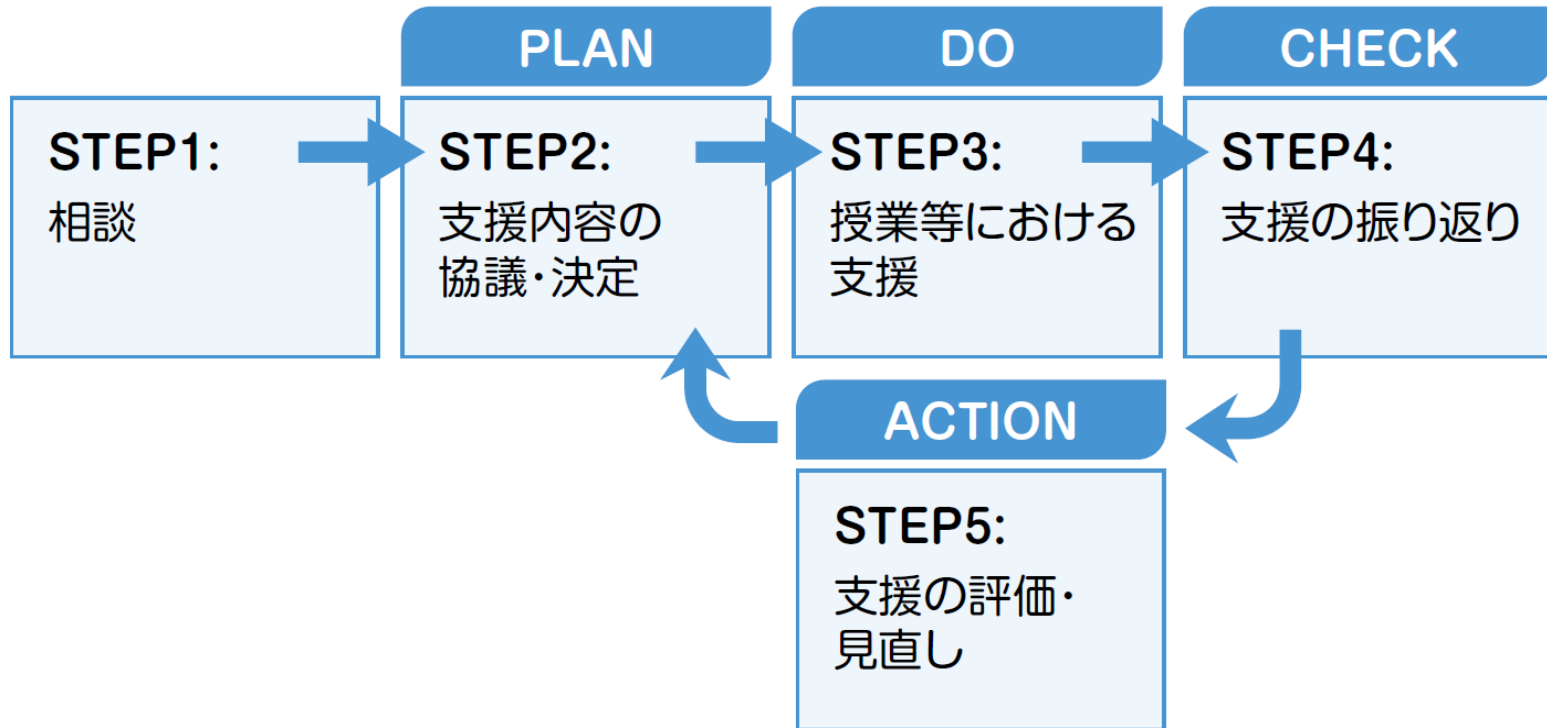 PLAN
DO
CHECK
STEP1:
相談
STEP2:
支援内容の
協議・決定
STEP3:
授業等における
支援
STEP4:
支援の振り返り
ACTION
STEP5:
支援の評価・
見直し